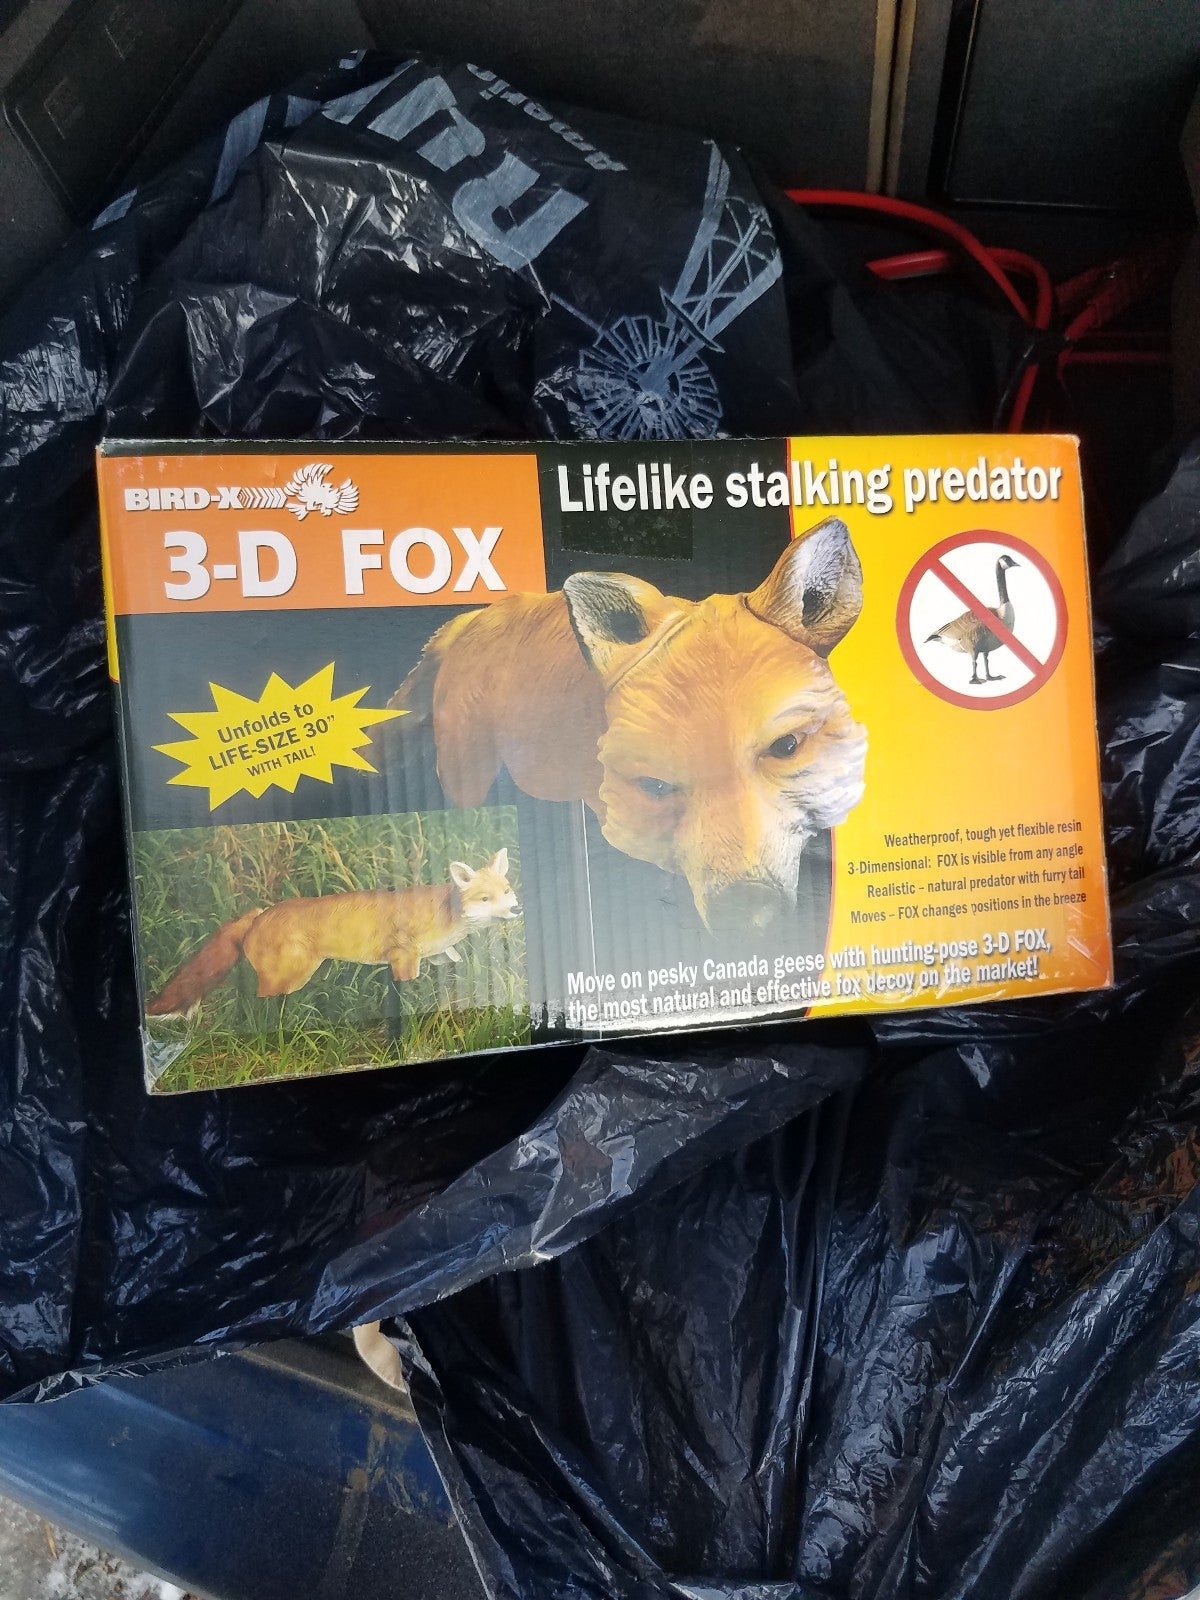 BIRD-X
3-D FOX
Lifelike stalking predator
Unfolds to
LIFE-SIZE 30"
WITH TAIL!
Weatherproof, tough yet flexible resin
3-Dimensional: FOX is visible from any angle
Realistic – natural predator with furry tail
Moves – FOX changes positions in the breeze
Move on pesky Canada geese with hunting-pose 3-D FOX,
the most natural and effective fox decoy on the market!